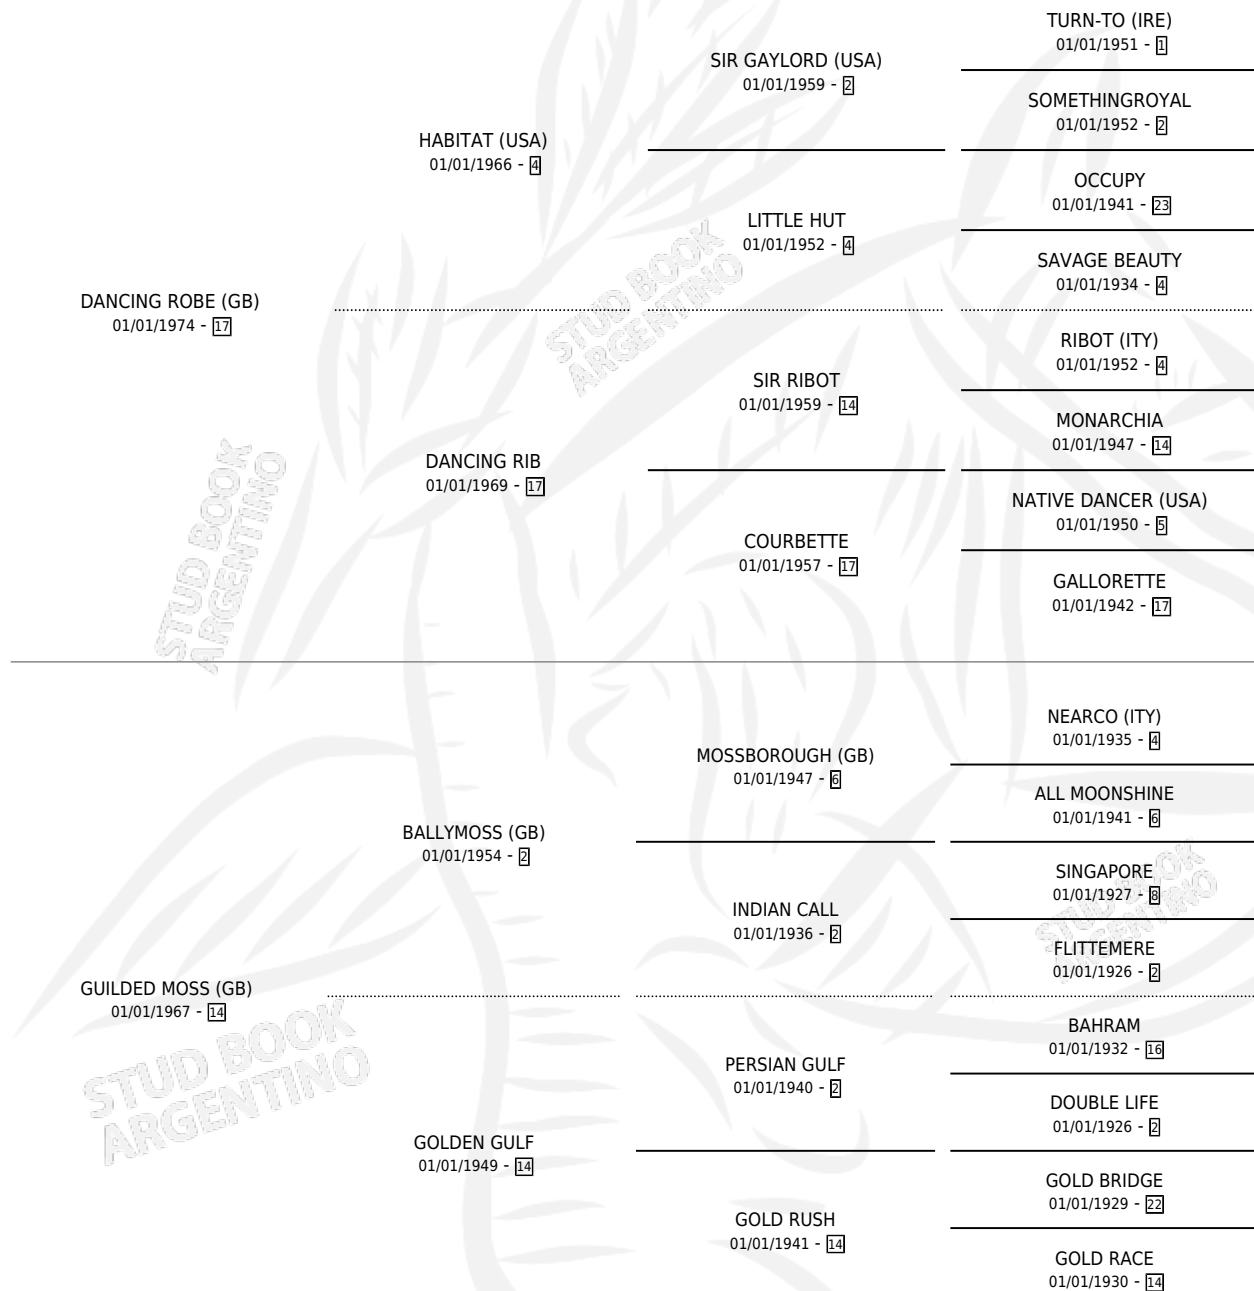 TURN-TO (IRE)
01/01/1951 - 1
SIR GAYLORD (USA)
01/01/1959 - 2
SOMETHINGROYAL
01/01/1952 - 2
HABITAT (USA)
01/01/1966 - 4
OCCUPY
01/01/1941 - 23
LITTLE HUT
01/01/1952 - 4
SAVAGE BEAUTY
01/01/1934 - 4
DANCING ROBE (GB)
01/01/1974 - 17
RIBOT (ITY)
01/01/1952 - 4
SIR RIBOT
01/01/1959 - 14
MONARCHIA
01/01/1947 - 14
DANCING RIB
01/01/1969 - 17
NATIVE DANCER (USA)
01/01/1950 - 5
COURBETTE
01/01/1957 - 17
GALLORETTE
01/01/1942 - 17
NEARCO (ITY)
01/01/1935 - 4
MOSSBOROUGH (GB)
01/01/1947 - 6
ALL MOONSHINE
01/01/1941 - 6
BALLYMOSS (GB)
01/01/1954 - 2
SINGAPORE
01/01/1927 - 8
INDIAN CALL
01/01/1936 - 2
FLITTEMERE
01/01/1926 - 2
GUILDED MOSS (GB)
01/01/1967 - 14
BAHRAM
01/01/1932 - 16
PERSIAN GULF
01/01/1940 - 2
DOUBLE LIFE
01/01/1926 - 2
GOLDEN GULF
01/01/1949 - 14
GOLD BRIDGE
01/01/1929 - 22
GOLD RUSH
01/01/1941 - 14
GOLD RACE
01/01/1930 - 14
STUD BOOK
ARGENTINO
STUD BOOK
ARGENTINO
STUD BOOK
ARGENTINO
STUD BOOK
ARGENTINO